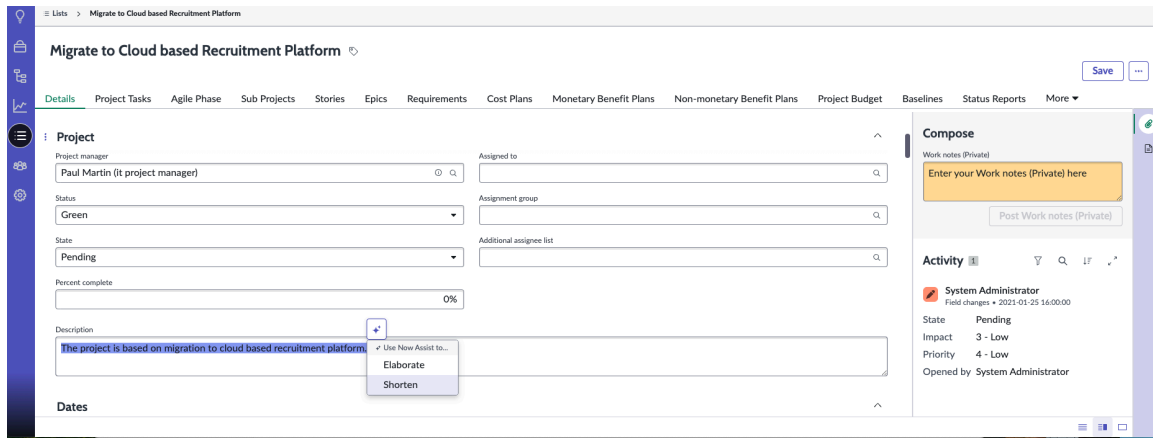 Lists > Migrate to Cloud based Recruitment Platform
Migrate to Cloud based Recruitment Platform
Save ...
Details Project Tasks Agile Phase Sub Projects Stories Epics Requirements Cost Plans Monetary Benefit Plans Non-monetary Benefit Plans Project Budget Baselines Status Reports More
Project
Project manager
Paul Martin (it project manager)
Status
Green
State
Pending
Percent complete
0%
Assigned to
Assignment group
Additional assignee list
Description
The project is based on migration to cloud based recruitment platform.
Use Now Assist to...
Elaborate
Shorten
Dates
Compose
Work notes (Private)
Enter your Work notes (Private) here
Post Work notes (Private)
Activity 1
System Administrator
Field changes • 2021-01-25 16:00:00
State Pending
Impact 3 - Low
Priority 4 - Low
Opened by System Administrator